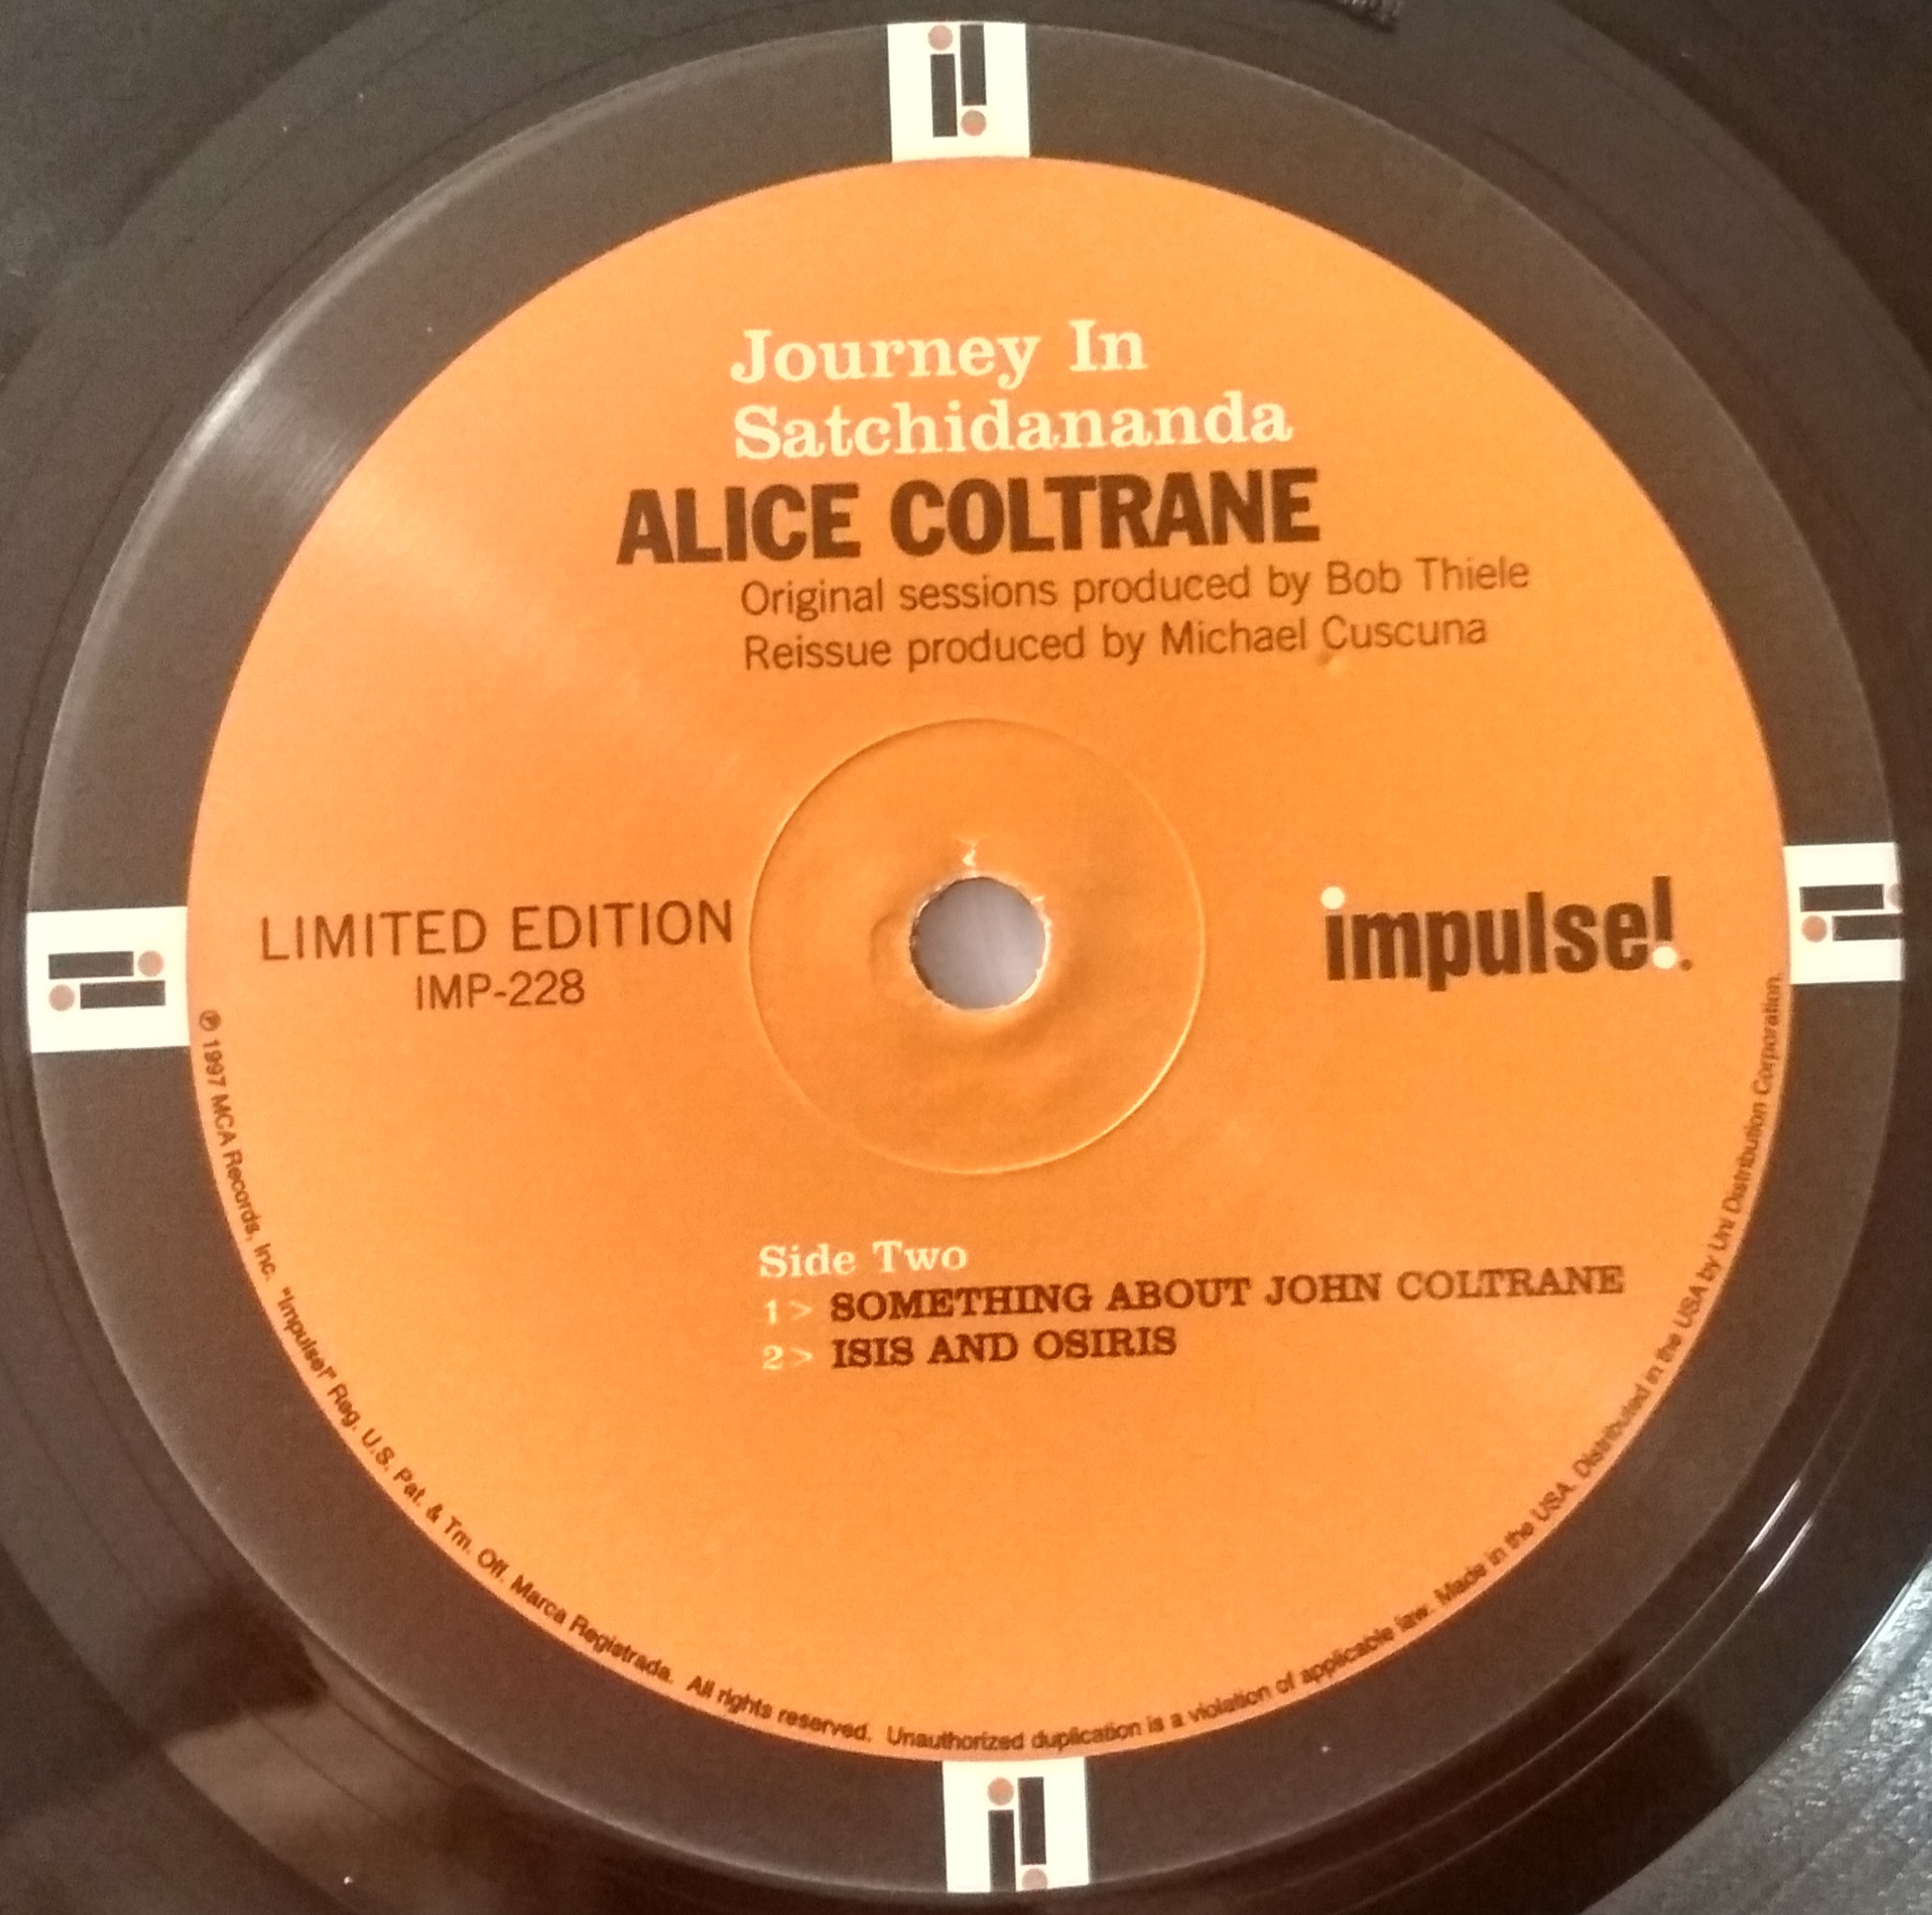 Journey In
Satchidananda
ALICE COLTRANE
Original sessions produced by Bob Thiele
Reissue produced by Michael Cuscuna
LIMITED EDITION
IMP-228
impulse!
Side Two
1> SOMETHING ABOUT JOHN COLTRANE
2> ISIS AND OSIRIS
℗ 1997 MCA Records, Inc. "Impulse!" Reg. U.S. Pat. & Tm. Off. Marca Registrada. All rights reserved. Unauthorized duplication is a violation of applicable law. Made in the USA. Distributed in the USA by Uni Distribution Corporation.